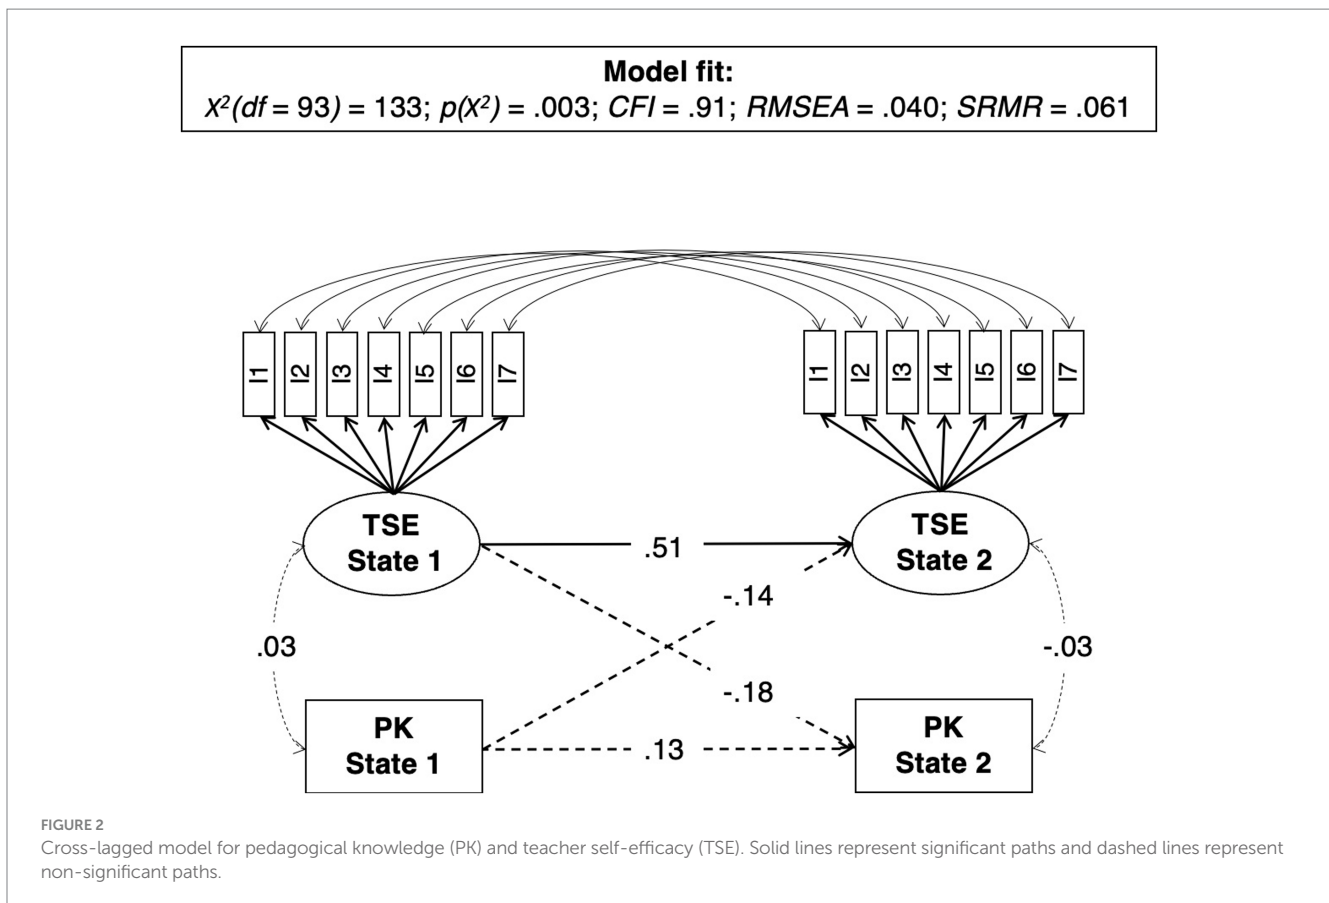 Model fit:
X²(df = 93) = 133; p(X²) = .003; CFI = .91; RMSEA = .040; SRMR = .061
I1 I2 I3 I4 I5 I6 I7 I1 I2 I3 I4 I5 I6 I7
TSE
State 1
.51
TSE
State 2
-.14
.03
-.03
-.18
PK
State 1
.13
PK
State 2
FIGURE 2
Cross-lagged model for pedagogical knowledge (PK) and teacher self-efficacy (TSE). Solid lines represent significant paths and dashed lines represent
non-significant paths.